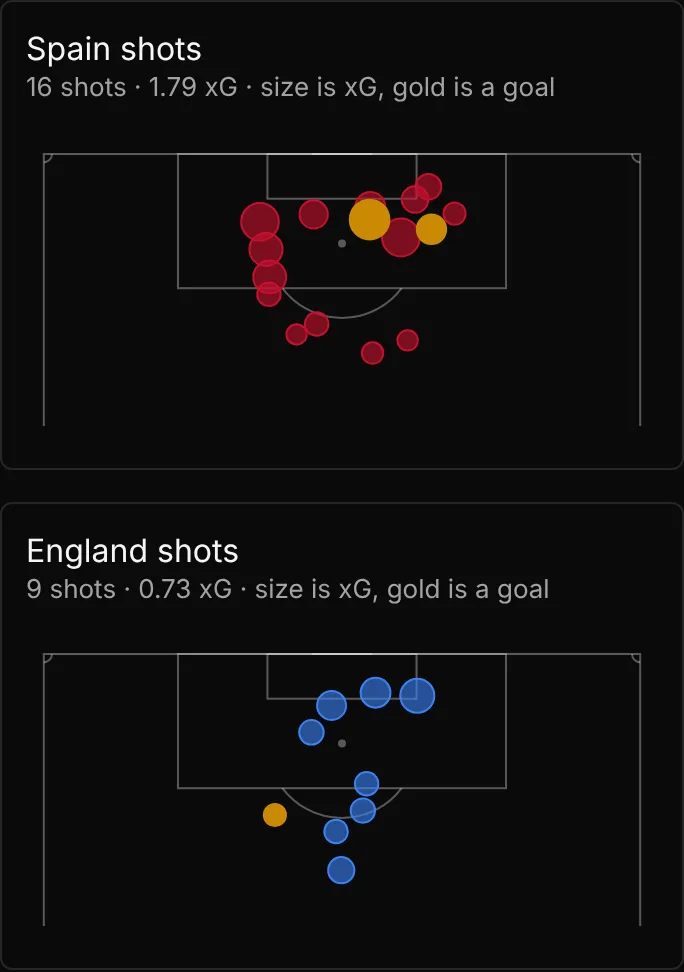 Spain shots
16 shots · 1.79 xG · size is xG, gold is a goal
England shots
9 shots · 0.73 xG · size is xG, gold is a goal